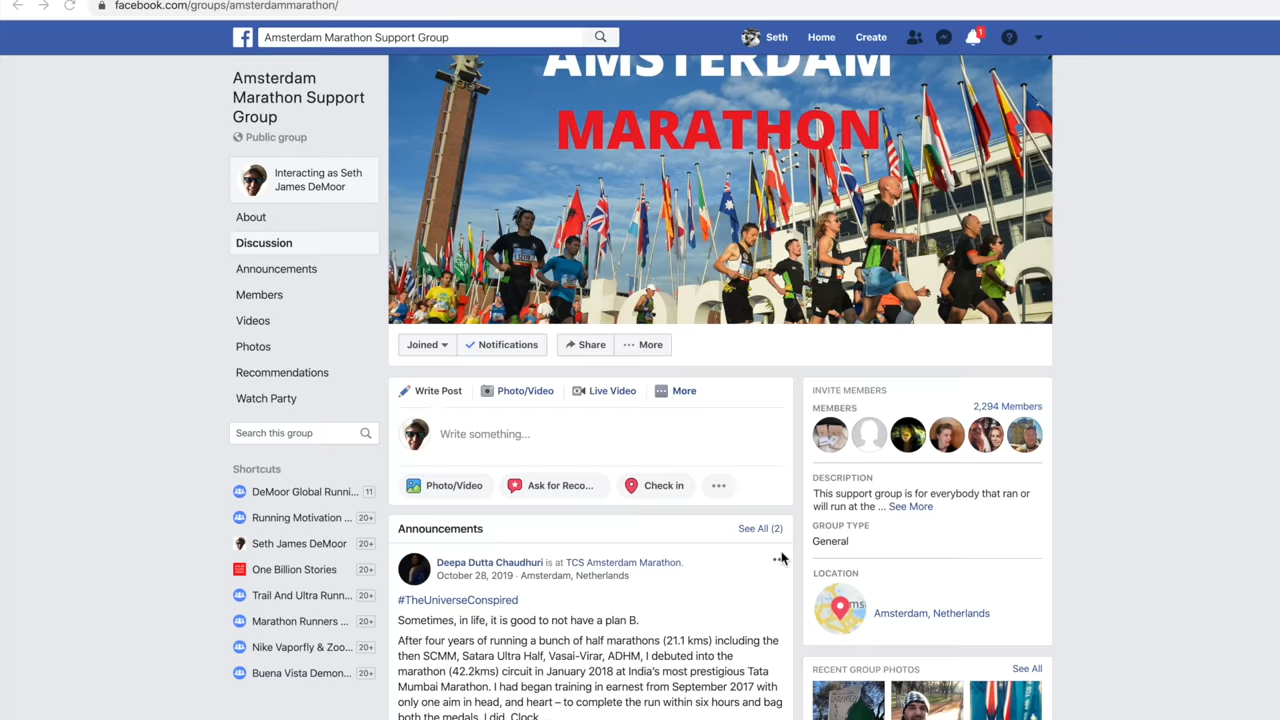 facebook.com/groups/amsterdammarathon/
Amsterdam Marathon Support Group
Seth
Home
Create
1
Amsterdam
Marathon Support
Group
Public group
Interacting as Seth
James DeMoor
About
Discussion
Announcements
Members
Videos
Photos
Recommendations
Watch Party
Search this group
Shortcuts
DeMoor Global Runni... 11
Running Motivation ... 20+
Seth James DeMoor 20+
One Billion Stories 20+
Trail And Ultra Runn... 20+
Marathon Runners ... 20+
Nike Vaporfly & Zoo... 20+
Buena Vista Demon... 20+
AMSTERDAM
MARATHON
Joined
Notifications
Share
More
Write Post
Photo/Video
Live Video
More
Write something...
Photo/Video
Ask for Reco...
Check in
Announcements
See All (2)
Deepa Dutta Chaudhuri is at TCS Amsterdam Marathon.
October 28, 2019 · Amsterdam, Netherlands
#TheUniverseConspired
Sometimes, in life, it is good to not have a plan B.
After four years of running a bunch of half marathons (21.1 kms) including the
then SCMM, Satara Ultra Half, Vasai-Virar, ADHM, I debuted into the
marathon (42.2kms) circuit in January 2018 at India's most prestigious Tata
Mumbai Marathon. I had began training in earnest from September 2017 with
only one aim in head, and heart – to complete the run within six hours and bag
both the medals. I did. Clock...
INVITE MEMBERS
MEMBERS
2,294 Members
DESCRIPTION
This support group is for everybody that ran or
will run at the ... See More
GROUP TYPE
General
LOCATION
Amsterdam, Netherlands
RECENT GROUP PHOTOS
See All